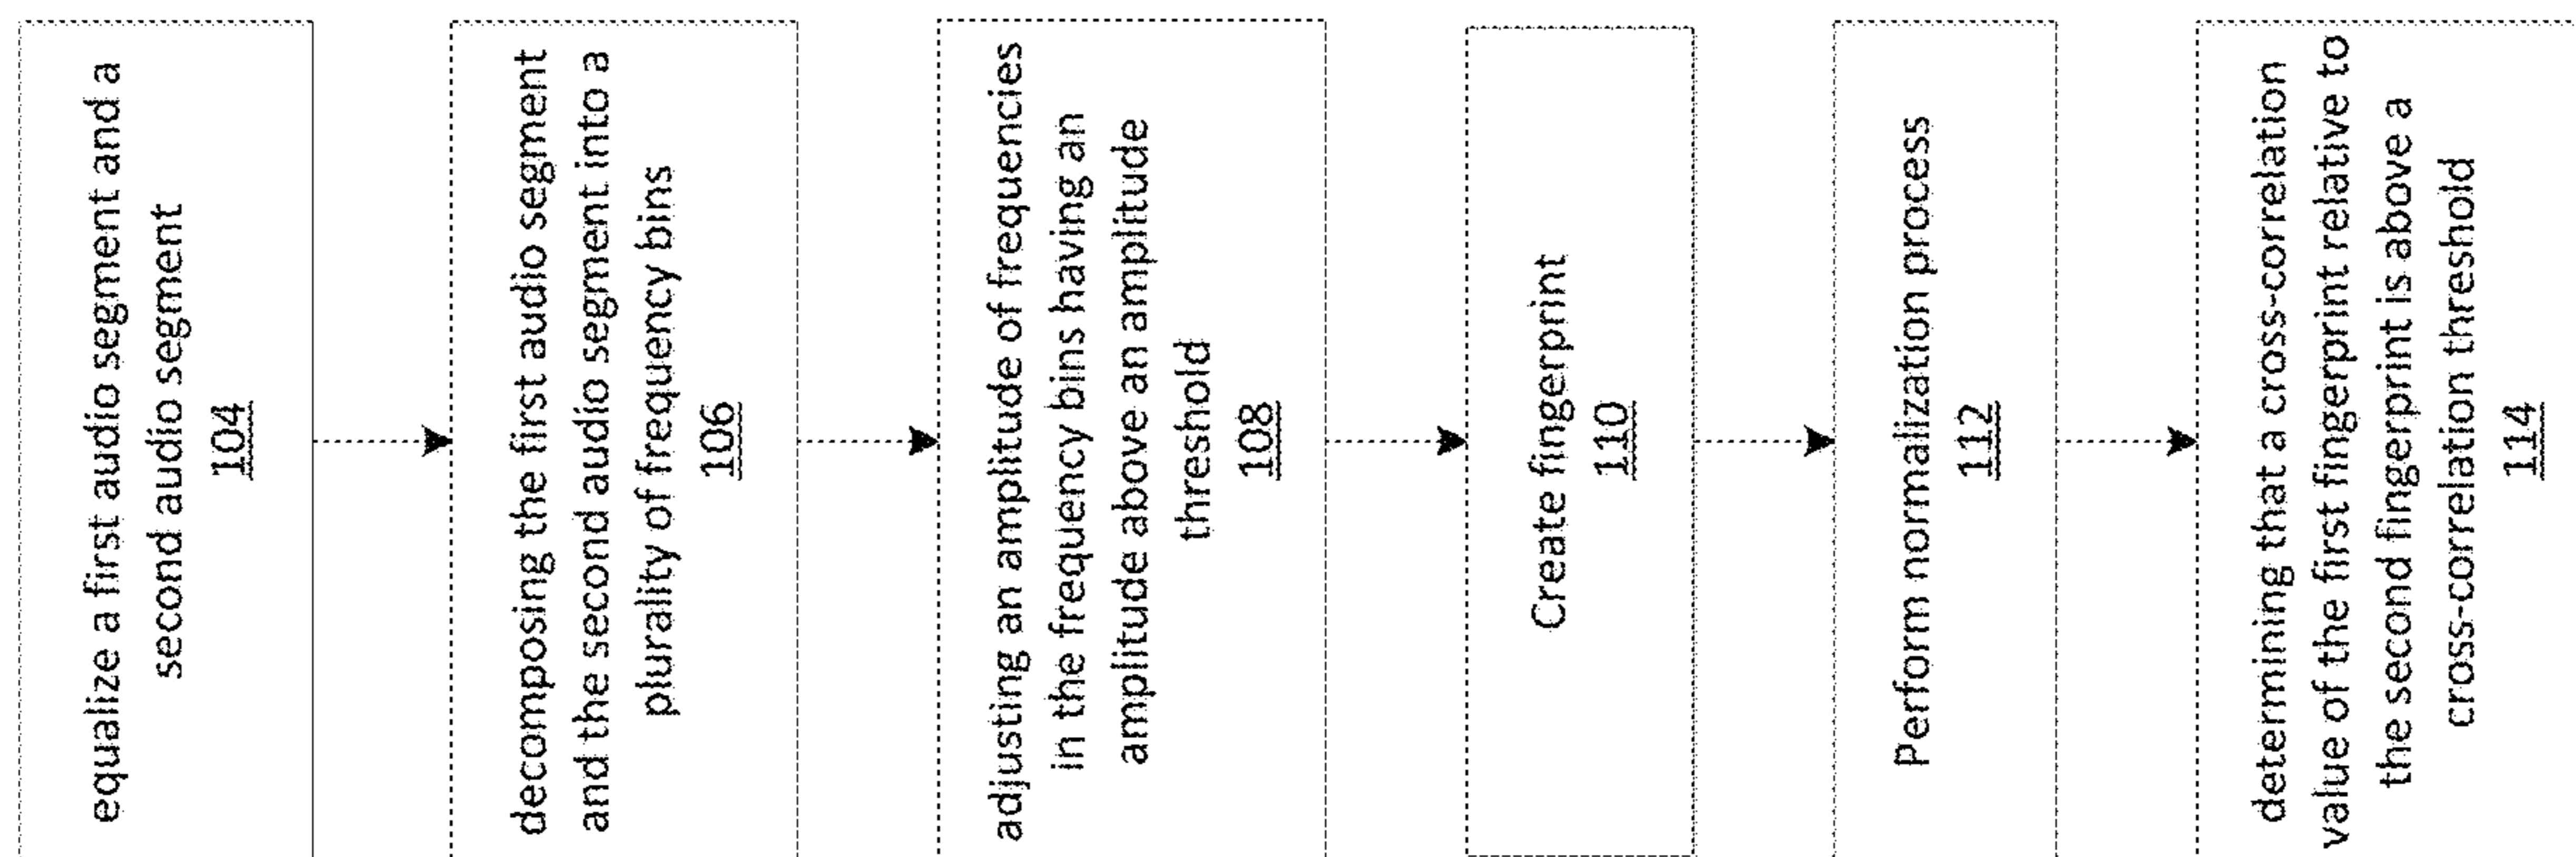 equalize a first audio segment and a
second audio segment
104
decomposing the first audio segment
and the second audio segment into a
plurality of frequency bins
106
adjusting an amplitude of frequencies
in the frequency bins having an
amplitude above an amplitude
threshold
108
Create fingerprint
110
Perform normalization process
112
determining that a cross-correlation
value of the first fingerprint relative to
the second fingerprint is above a
cross-correlation threshold
114